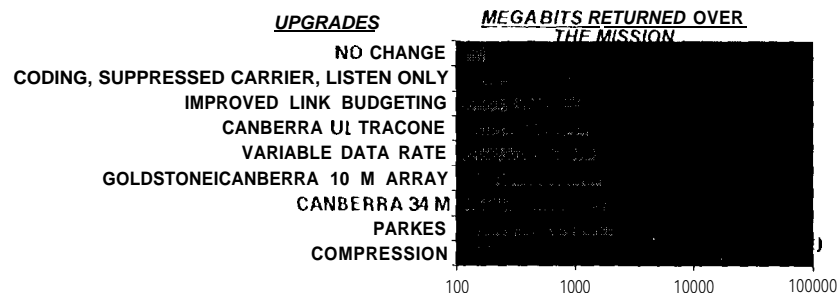 UPGRADES
MEGABITS RETURNED OVER THE MISSION
NO CHANGE
CODING, SUPPRESSED CARRIER, LISTEN ONLY
IMPROVED LINK BUDGETING
CANBERRA UL TRACONE
VARIABLE DATA RATE
GOLDSTONEICANBERRA 10 M ARRAY
CANBERRA 34 M
PARKES
COMPRESSION
100 1000 10000 100000